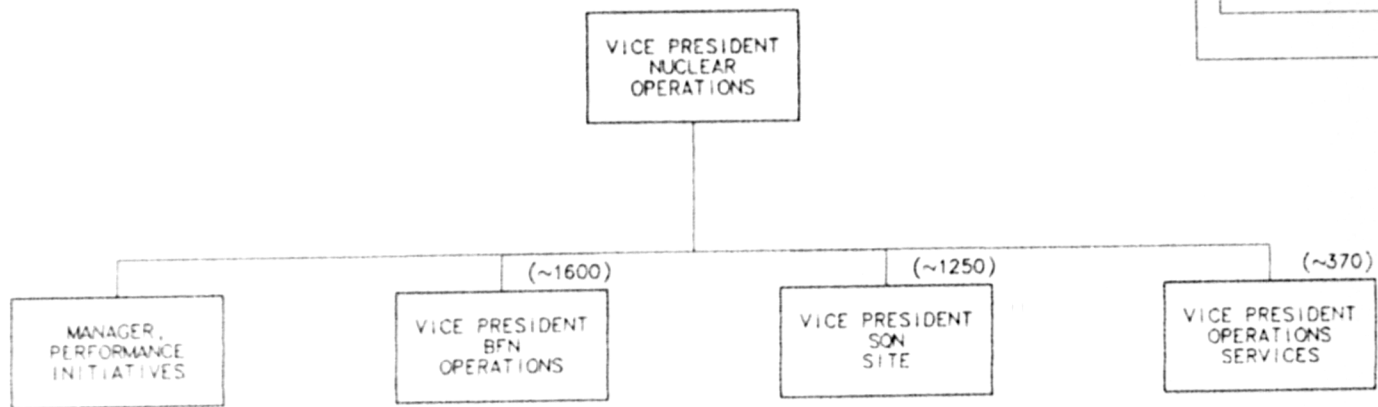 VICE PRESIDENT
NUCLEAR
OPERATIONS
(~1600)
(~1250)
(~370)
MANAGER,
PERFORMANCE
INITIATIVES
VICE PRESIDENT
BFN
OPERATIONS
VICE PRESIDENT
SQN
SITE
VICE PRESIDENT
OPERATIONS
SERVICES